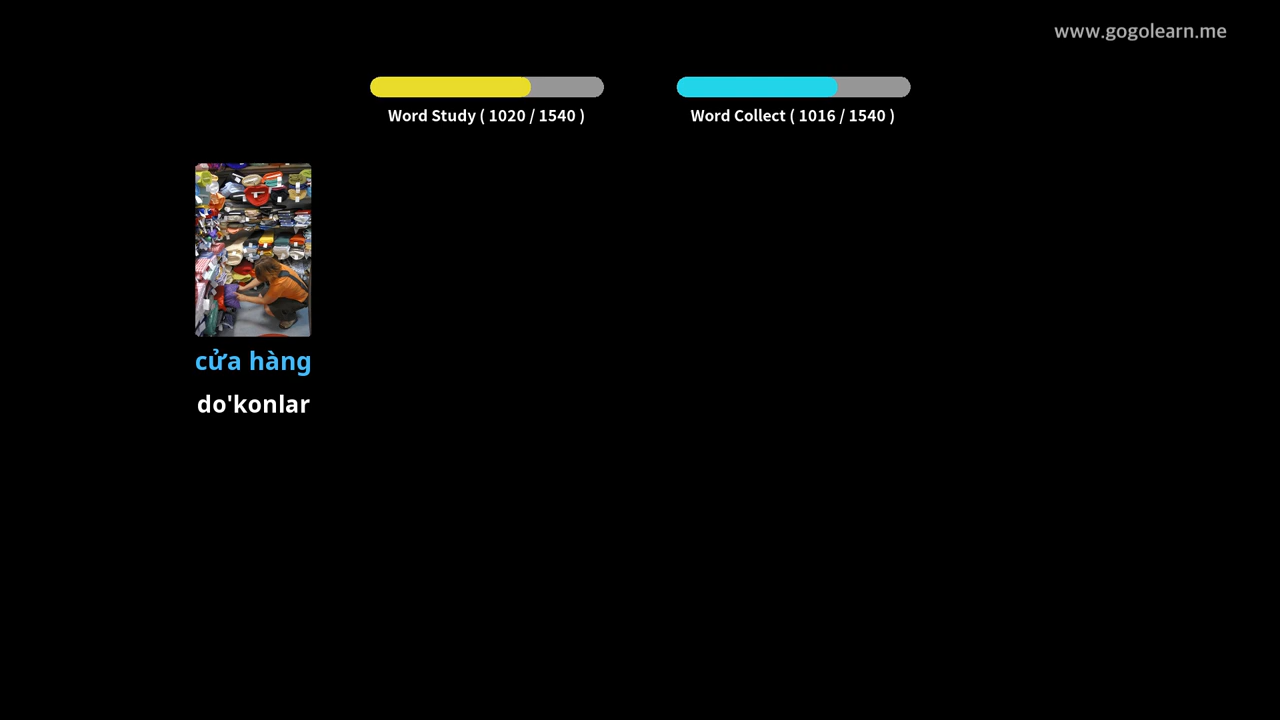 www.gogolearn.me
Word Study ( 1020 / 1540 )
Word Collect ( 1016 / 1540 )
cửa hàng
do'konlar